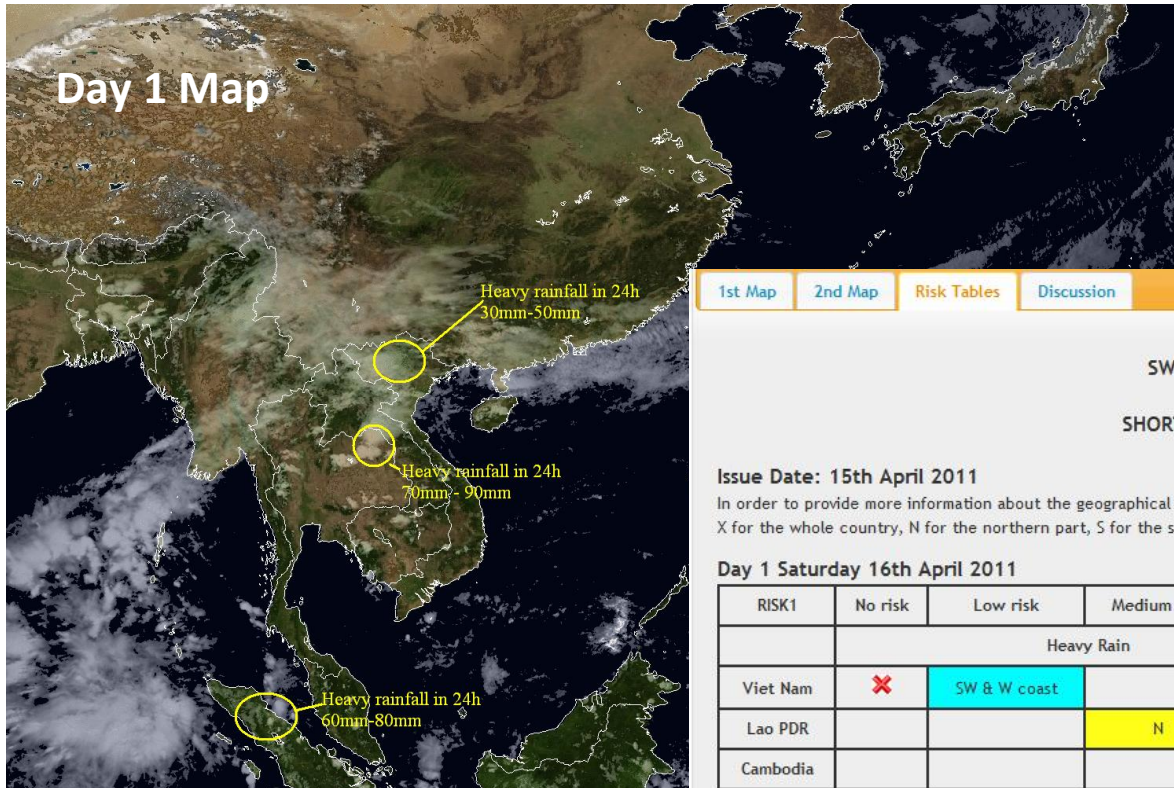 Day 1 Map
Heavy rainfall in 24h
30mm-50mm
Heavy rainfall in 24h
70mm - 90mm
Heavy rainfall in 24h
60mm-80mm
1st Map 2nd Map Risk Tables Discussion
SW
SHOR
Issue Date: 15th April 2011
In order to provide more information about the geographical
X for the whole country, N for the northern part, S for the s
Day 1 Saturday 16th April 2011
RISK1 No risk Low risk Medium
Heavy Rain
Viet Nam SW & W coast
Lao PDR N
Cambodia